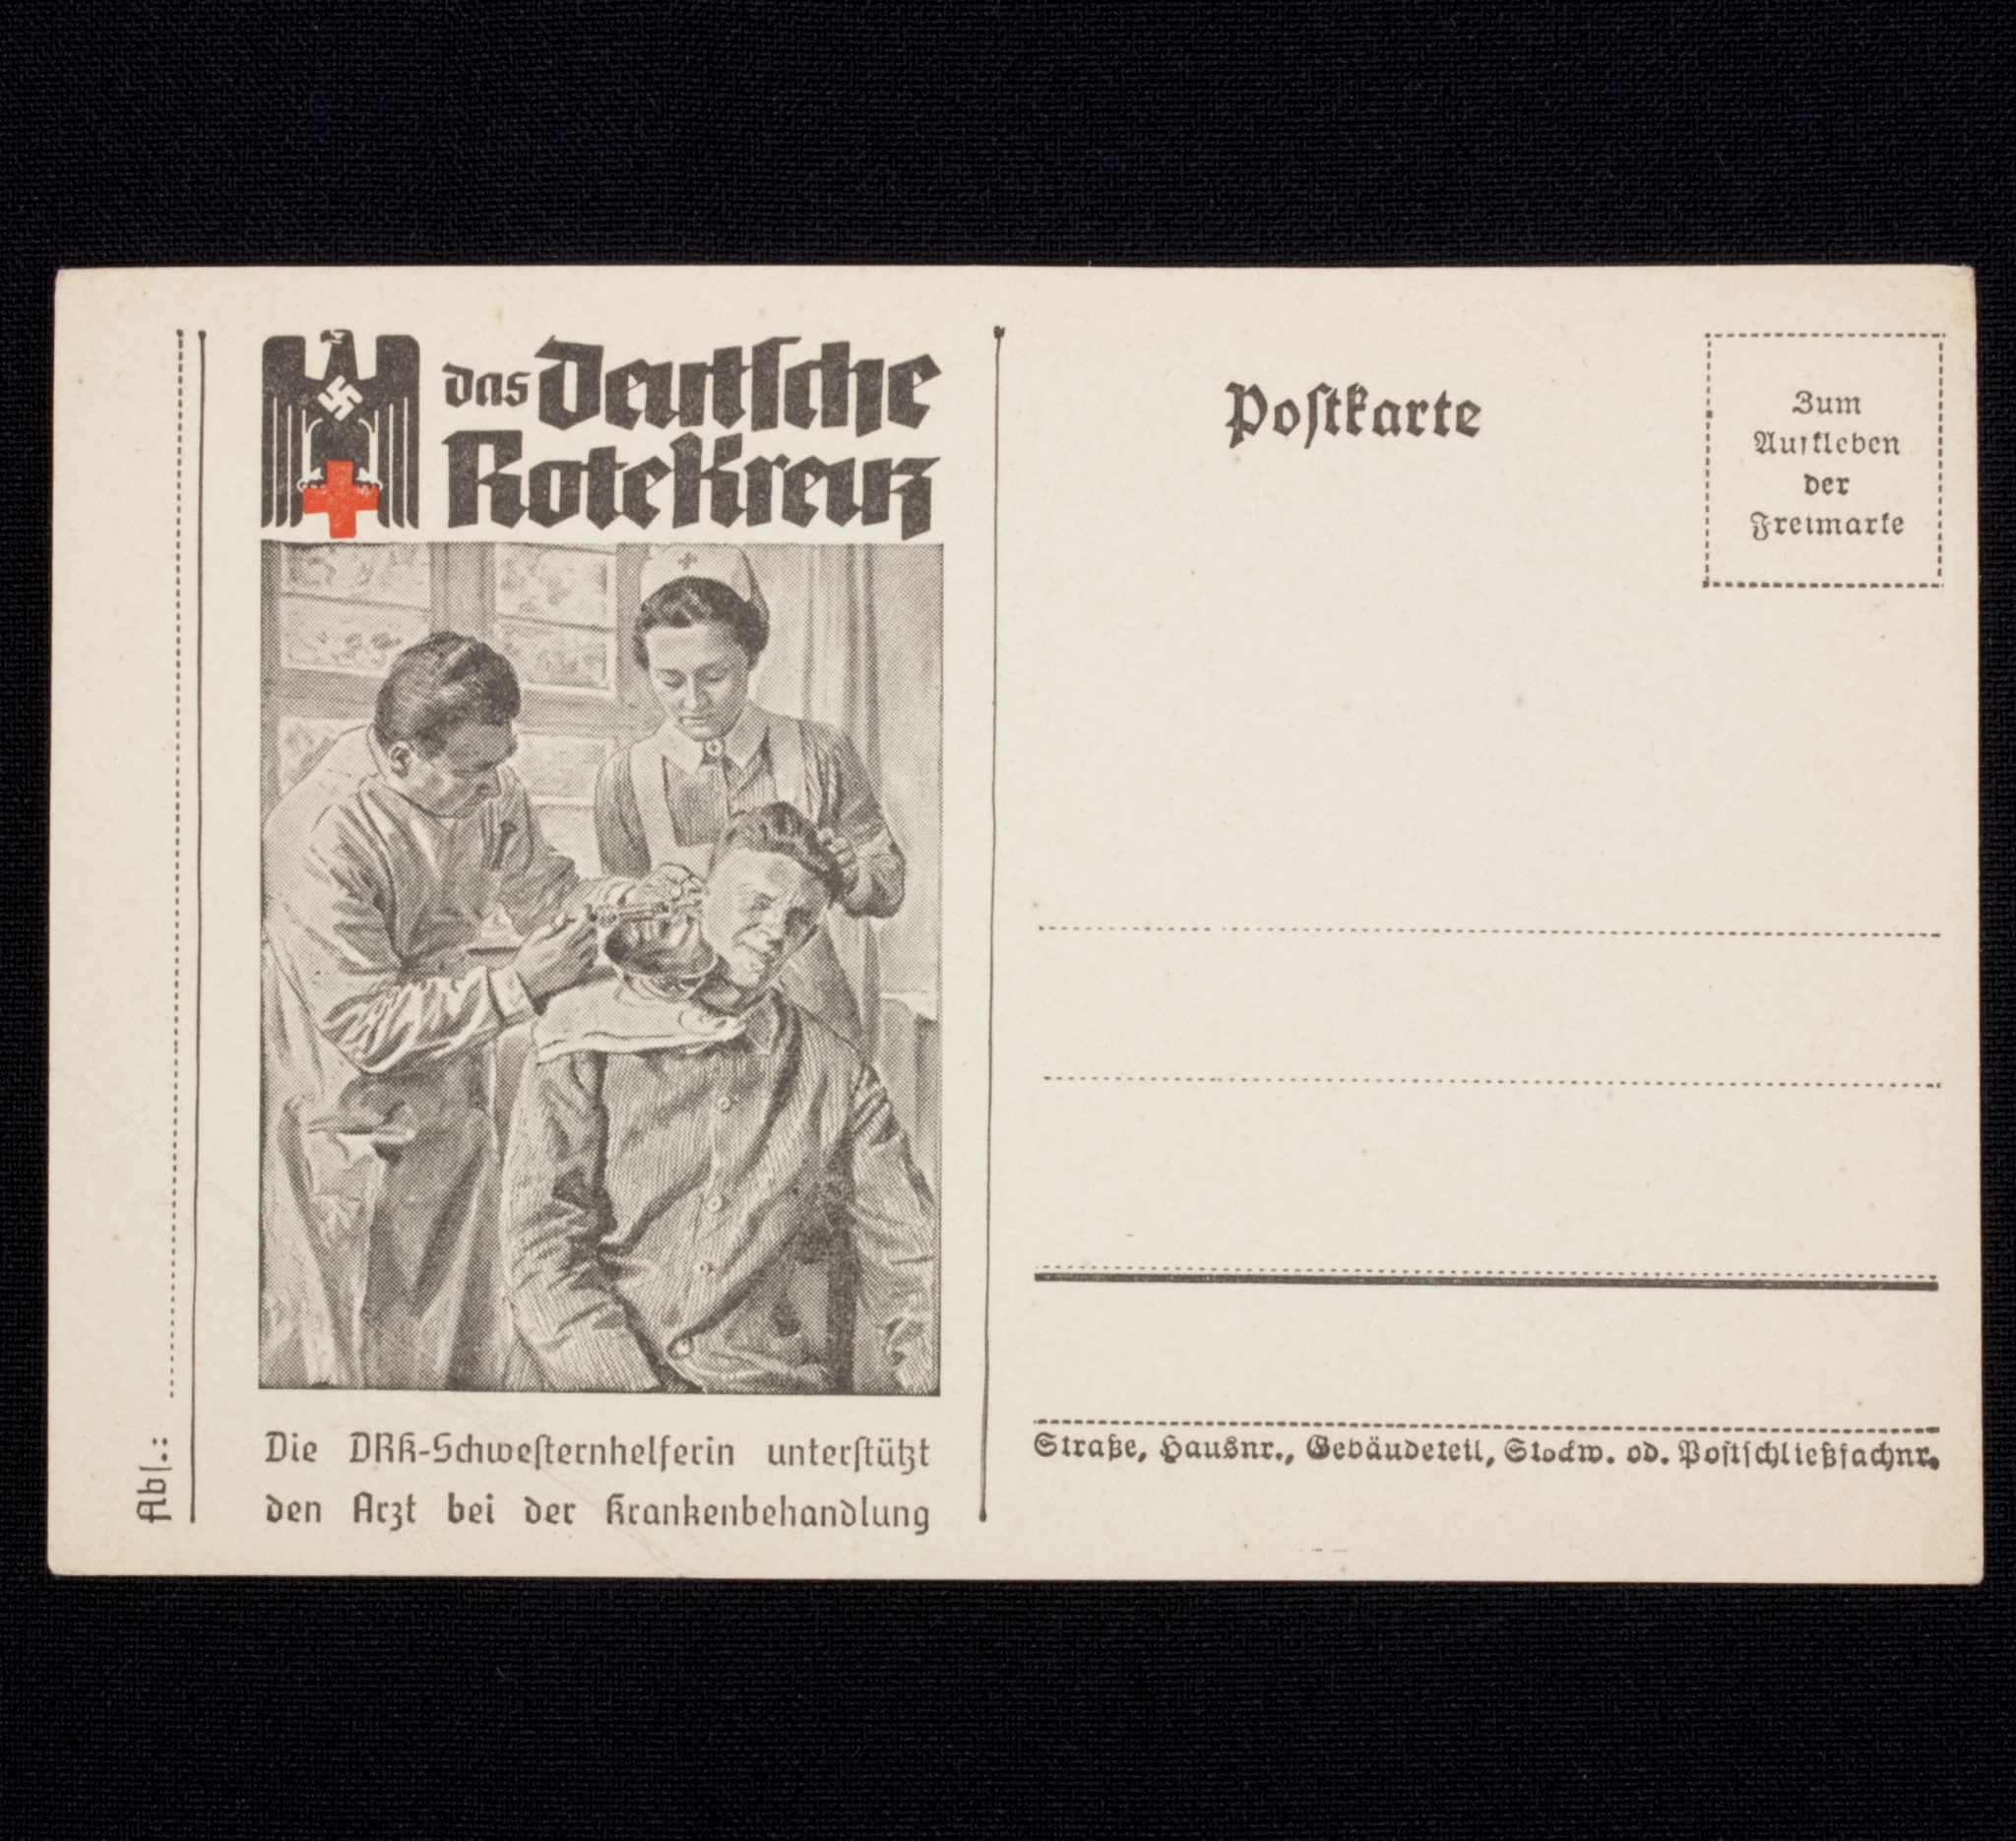 das Deutsche
Rote Kreuz
Die DRK-Schweſternhelferin unterſtützt
den Arzt bei der Krankenbehandlung
Abſ.:
Poſtkarte
Zum
Aufkleben
der
Freimarke
Straße, Hausnr., Gebäudeteil, Stockw. od. Poſtſchließfachnr.